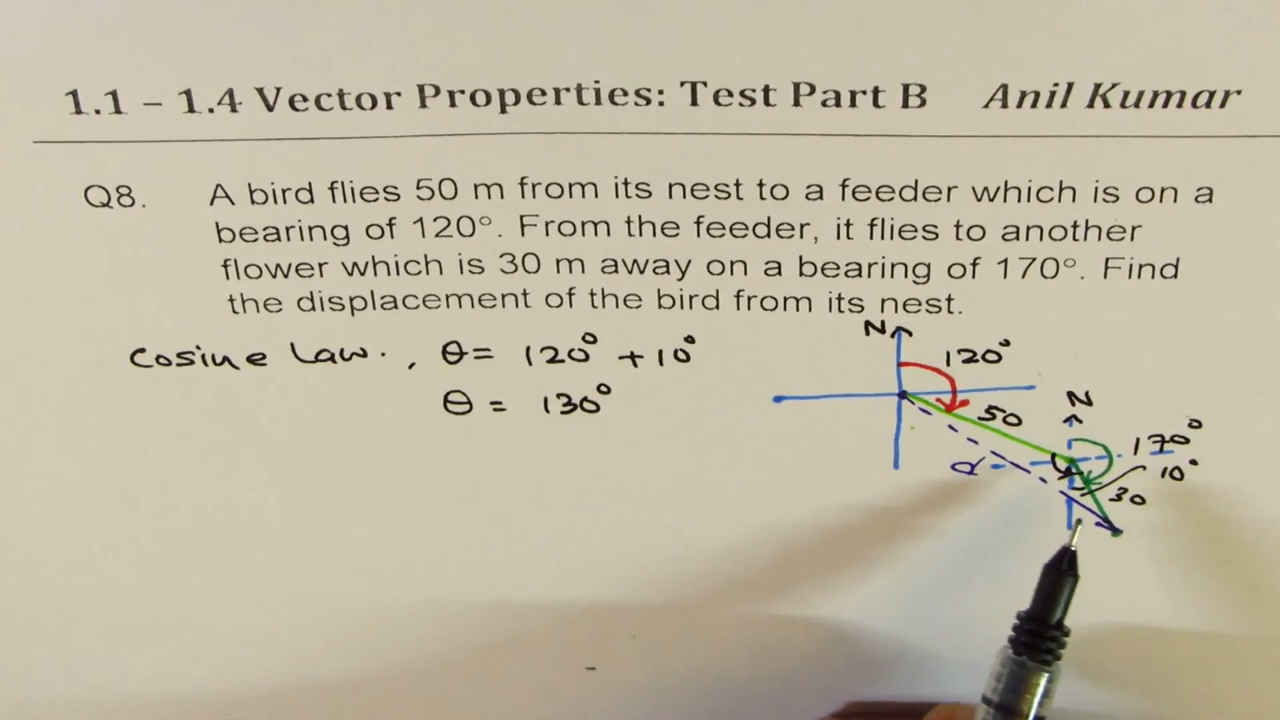 1.1 – 1.4 Vector Properties: Test Part B Anil Kumar
Q8. A bird flies 50 m from its nest to a feeder which is on a
bearing of 120°. From the feeder, it flies to another
flower which is 30 m away on a bearing of 170°. Find
the displacement of the bird from its nest.
Cosine Law. , θ = 120° + 10°
θ = 130°
N
120°
50
N
170°
10°
30